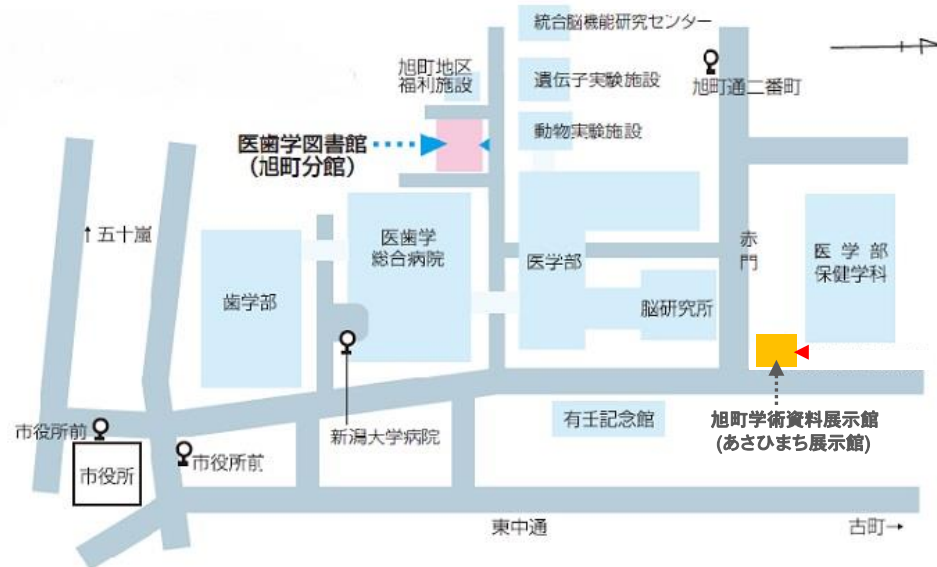 統合脳機能研究センター
旭町地区
福利施設
遺伝子実験施設
旭町通二番町
動物実験施設
医歯学図書館
(旭町分館)
↑五十嵐
医歯学
総合病院
歯学部
医学部
赤門
医学部
保健学科
脳研究所
市役所前
市役所
市役所前
新潟大学病院
有壬記念館
旭町学術資料展示館
(あさひまち展示館)
東中通
古町→